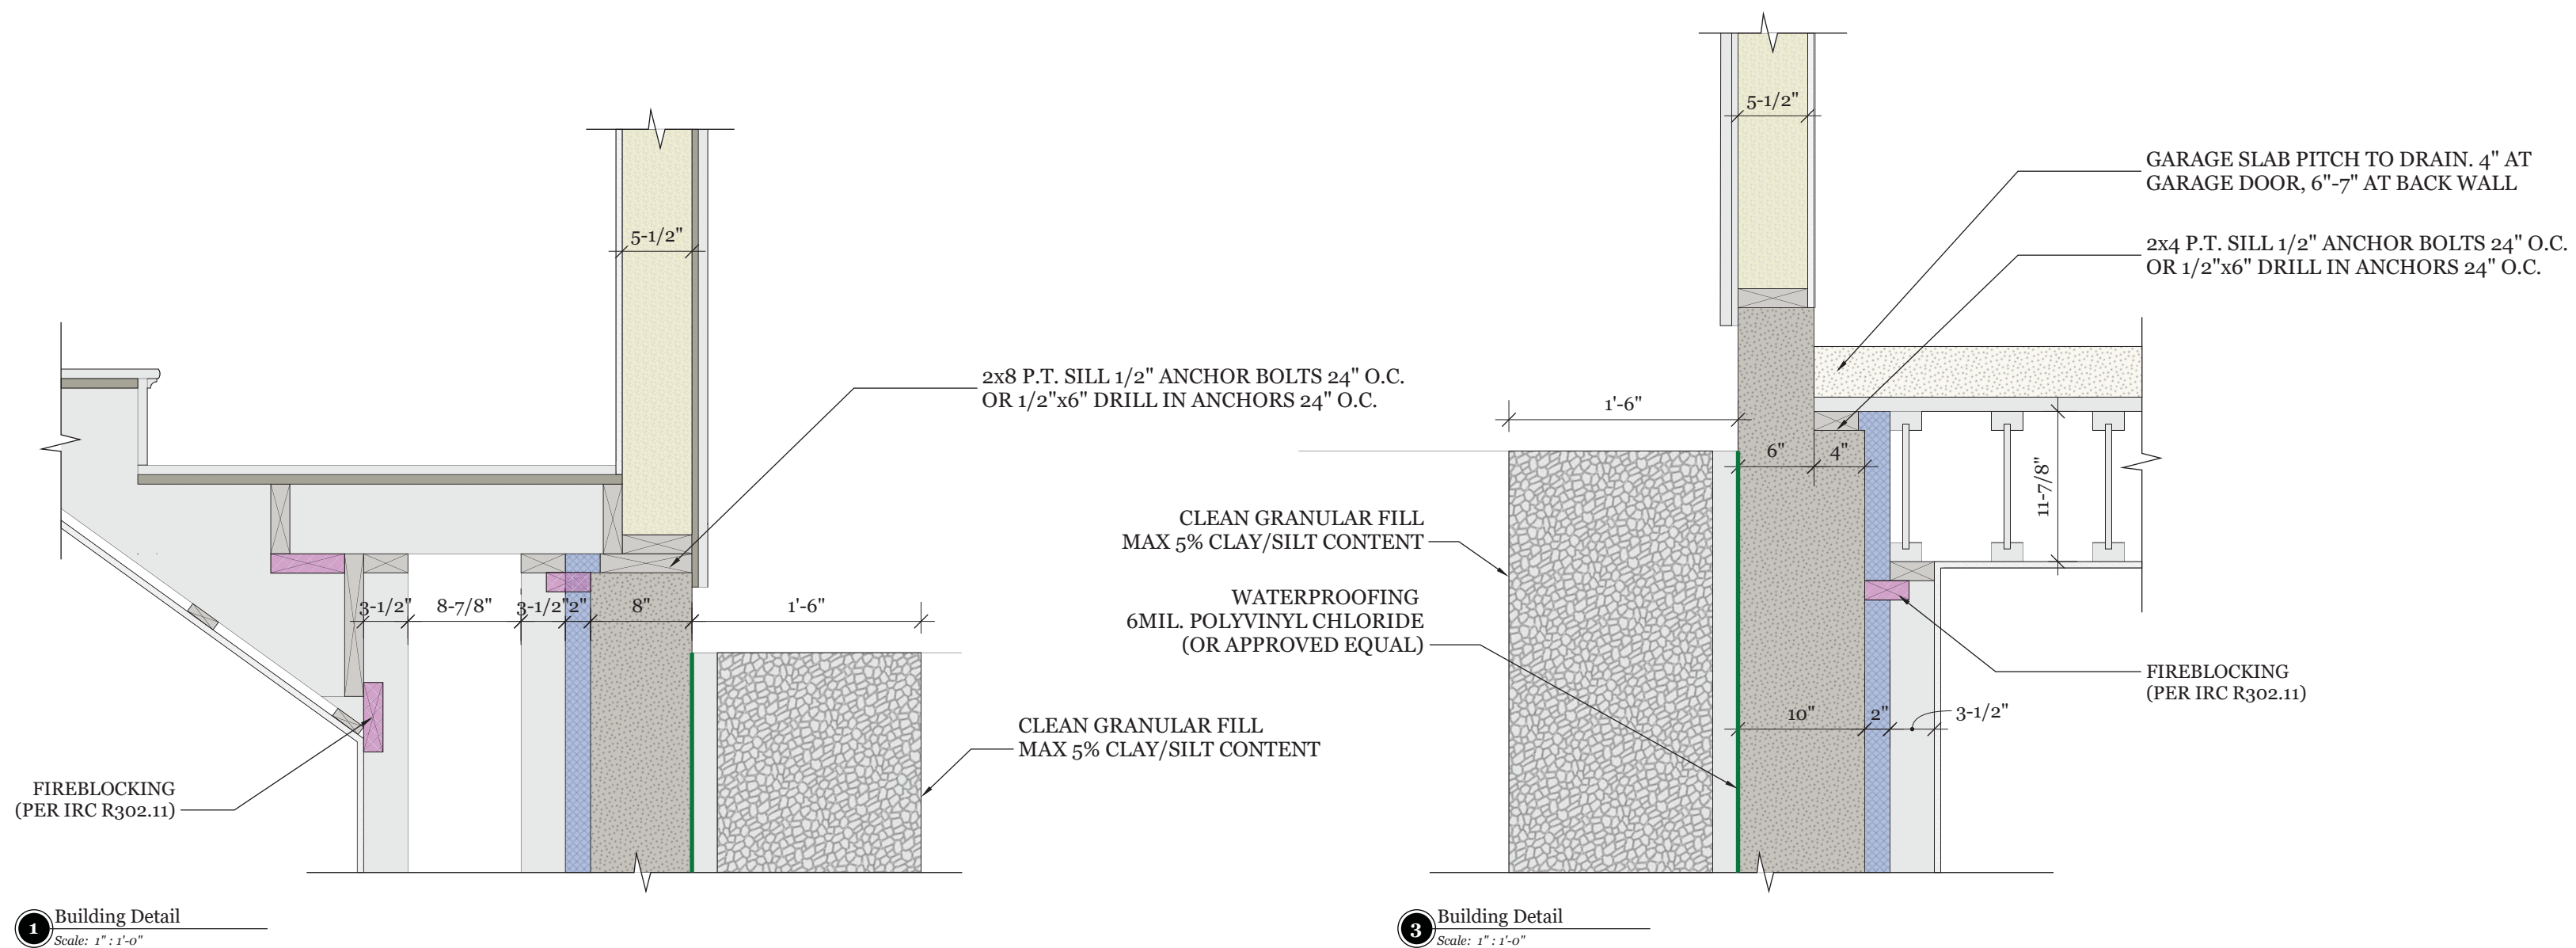 5-1/2"
2x8 P.T. SILL 1/2" ANCHOR BOLTS 24" O.C.
OR 1/2"x6" DRILL IN ANCHORS 24" O.C.
3-1/2"
8-7/8"
3-1/2"
2"
8"
1'-6"
CLEAN GRANULAR FILL
MAX 5% CLAY/SILT CONTENT
FIREBLOCKING
(PER IRC R302.11)
1
Building Detail
Scale: 1" : 1'-0"
5-1/2"
GARAGE SLAB PITCH TO DRAIN. 4" AT
GARAGE DOOR, 6"-7" AT BACK WALL
2x4 P.T. SILL 1/2" ANCHOR BOLTS 24" O.C.
OR 1/2"x6" DRILL IN ANCHORS 24" O.C.
1'-6"
6"
4"
11-7/8"
CLEAN GRANULAR FILL
MAX 5% CLAY/SILT CONTENT
WATERPROOFING
6MIL. POLYVINYL CHLORIDE
(OR APPROVED EQUAL)
FIREBLOCKING
(PER IRC R302.11)
10"
2"
3-1/2"
3
Building Detail
Scale: 1" : 1'-0"